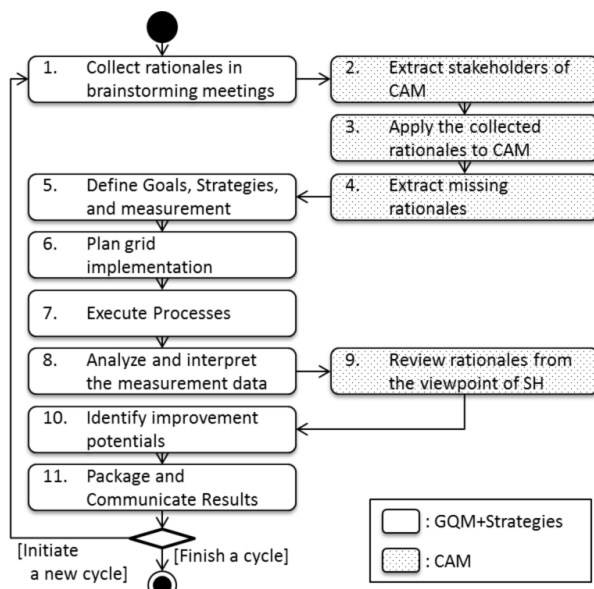 1. Collect rationales in
brainstorming meetings
2. Extract stakeholders of
CAM
3. Apply the collected
rationales to CAM
4. Extract missing
rationales
5. Define Goals, Strategies,
and measurement
6. Plan grid
implementation
7. Execute Processes
8. Analyze and interpret
the measurement data
9. Review rationales from
the viewpoint of SH
10. Identify improvement
potentials
11. Package and
Communicate Results
[Initiate
a new cycle]
[Finish a cycle]
: GQM+Strategies
: CAM